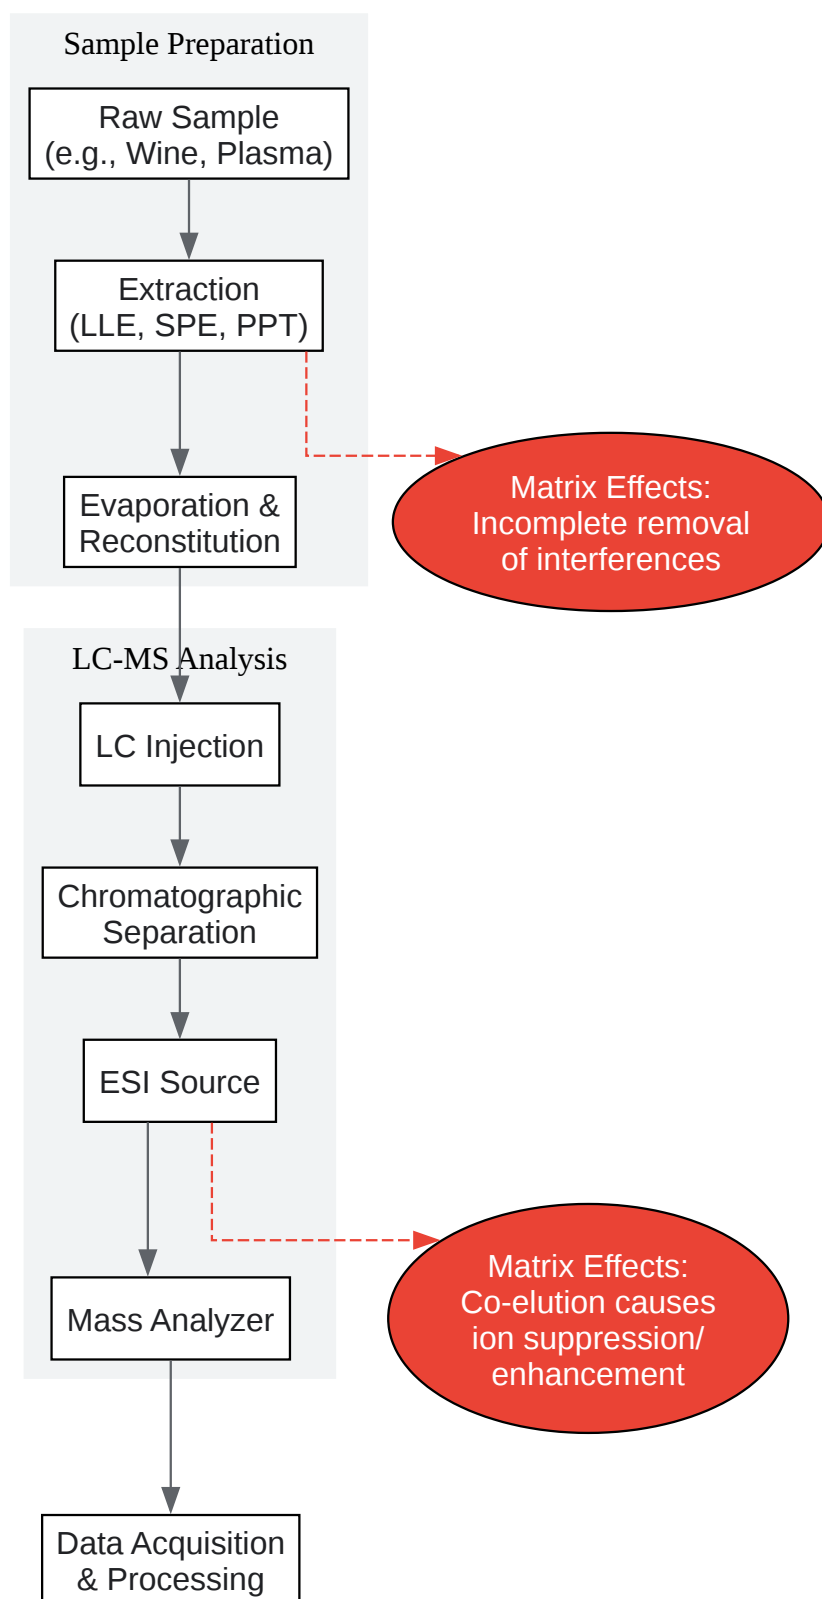 Sample Preparation
Raw Sample
(e.g., Wine, Plasma)
Extraction
(LLE, SPE, PPT)
Matrix Effects:
Incomplete removal
of interferences
Evaporation &
Reconstitution
LC-MS Analysis
LC Injection
Chromatographic
Separation
ESI Source
Matrix Effects:
Co-elution causes
ion suppression/
enhancement
Mass Analyzer
Data Acquisition
& Processing